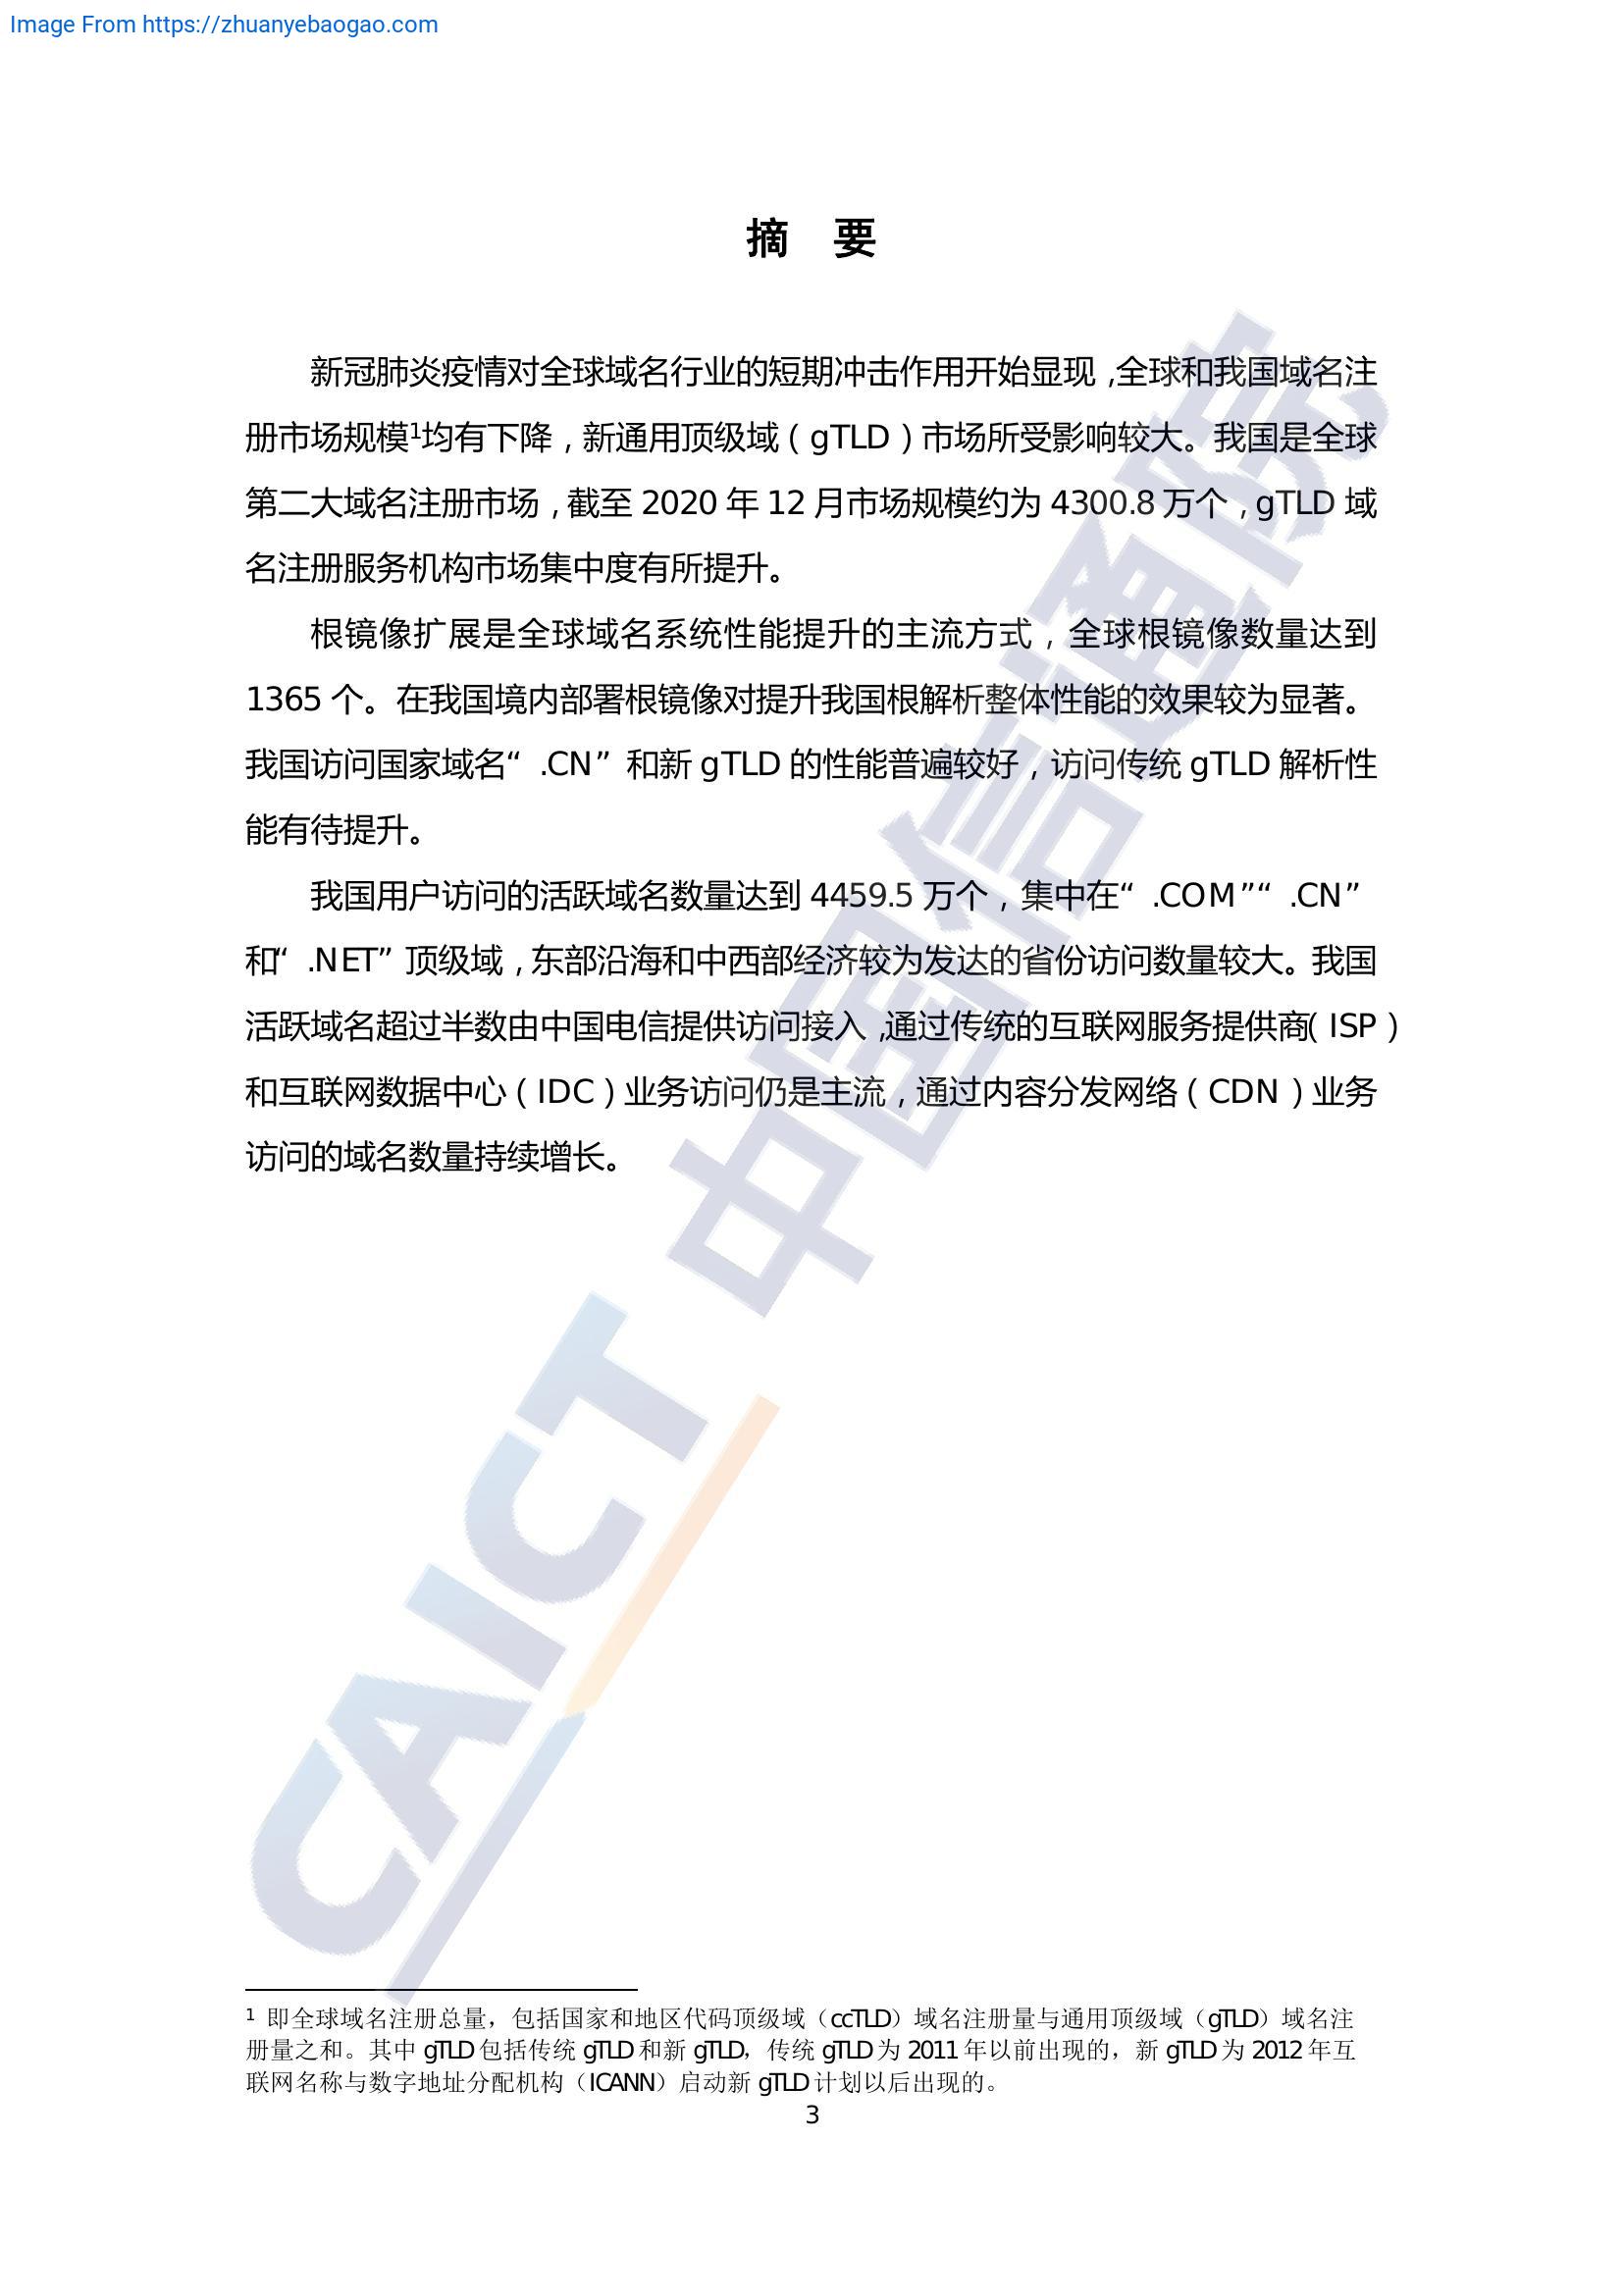 Image From https://zhuanyebaogao.com
摘 要
新冠肺炎疫情对全球域名行业的短期冲击作用开始显现,全球和我国域名注
册市场规模1均有下降,新通用顶级域(gTLD)市场所受影响较大。我国是全球
第二大域名注册市场,截至 2020 年 12 月市场规模约为 4300.8 万个,gTLD 域
名注册服务机构市场集中度有所提升。
根镜像扩展是全球域名系统性能提升的主流方式,全球根镜像数量达到
1365 个。在我国境内部署根镜像对提升我国根解析整体性能的效果较为显著。
我国访问国家域名“.CN”和新 gTLD 的性能普遍较好,访问传统 gTLD 解析性
能有待提升。
我国用户访问的活跃域名数量达到 4459.5 万个,集中在“.COM”“.CN”
和“.NET”顶级域,东部沿海和中西部经济较为发达的省份访问数量较大。我国
活跃域名超过半数由中国电信提供访问接入,通过传统的互联网服务提供商(ISP)
和互联网数据中心(IDC)业务访问仍是主流,通过内容分发网络(CDN)业务
访问的域名数量持续增长。
CAICT 中国信通院
1 即全球域名注册总量，包括国家和地区代码顶级域（ccTLD）域名注册量与通用顶级域（gTLD）域名注
册量之和。其中 gTLD 包括传统 gTLD 和新 gTLD，传统 gTLD 为 2011 年以前出现的，新 gTLD 为 2012 年互
联网名称与数字地址分配机构（ICANN）启动新 gTLD 计划以后出现的。
3